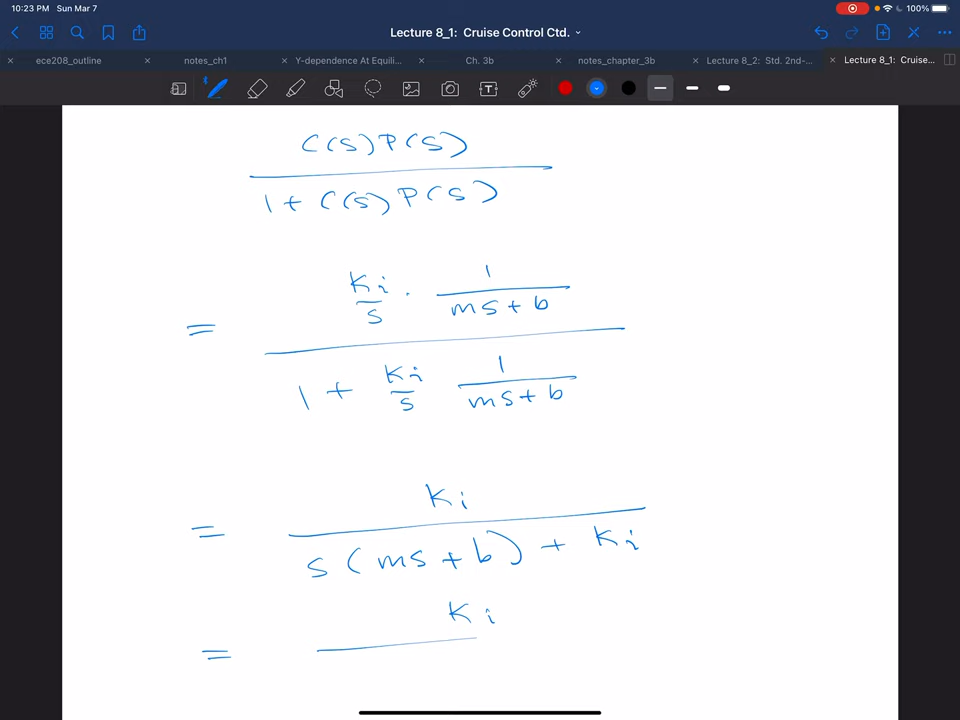 10:23 PM Sun Mar 7 100%
Lecture 8_1: Cruise Control Ctd.
ece208_outline notes_ch1 Y-dependence At Equili... Ch. 3b notes_chapter_3b Lecture 8_2: Std. 2nd-... Lecture 8_1: Cruise...
C(s)P(s)
1 + C(s)P(s)
Ki/s · 1/(ms+b)
=
1 + Ki/s 1/(ms+b)
Ki
=
s(ms+b) + Ki
Ki
=